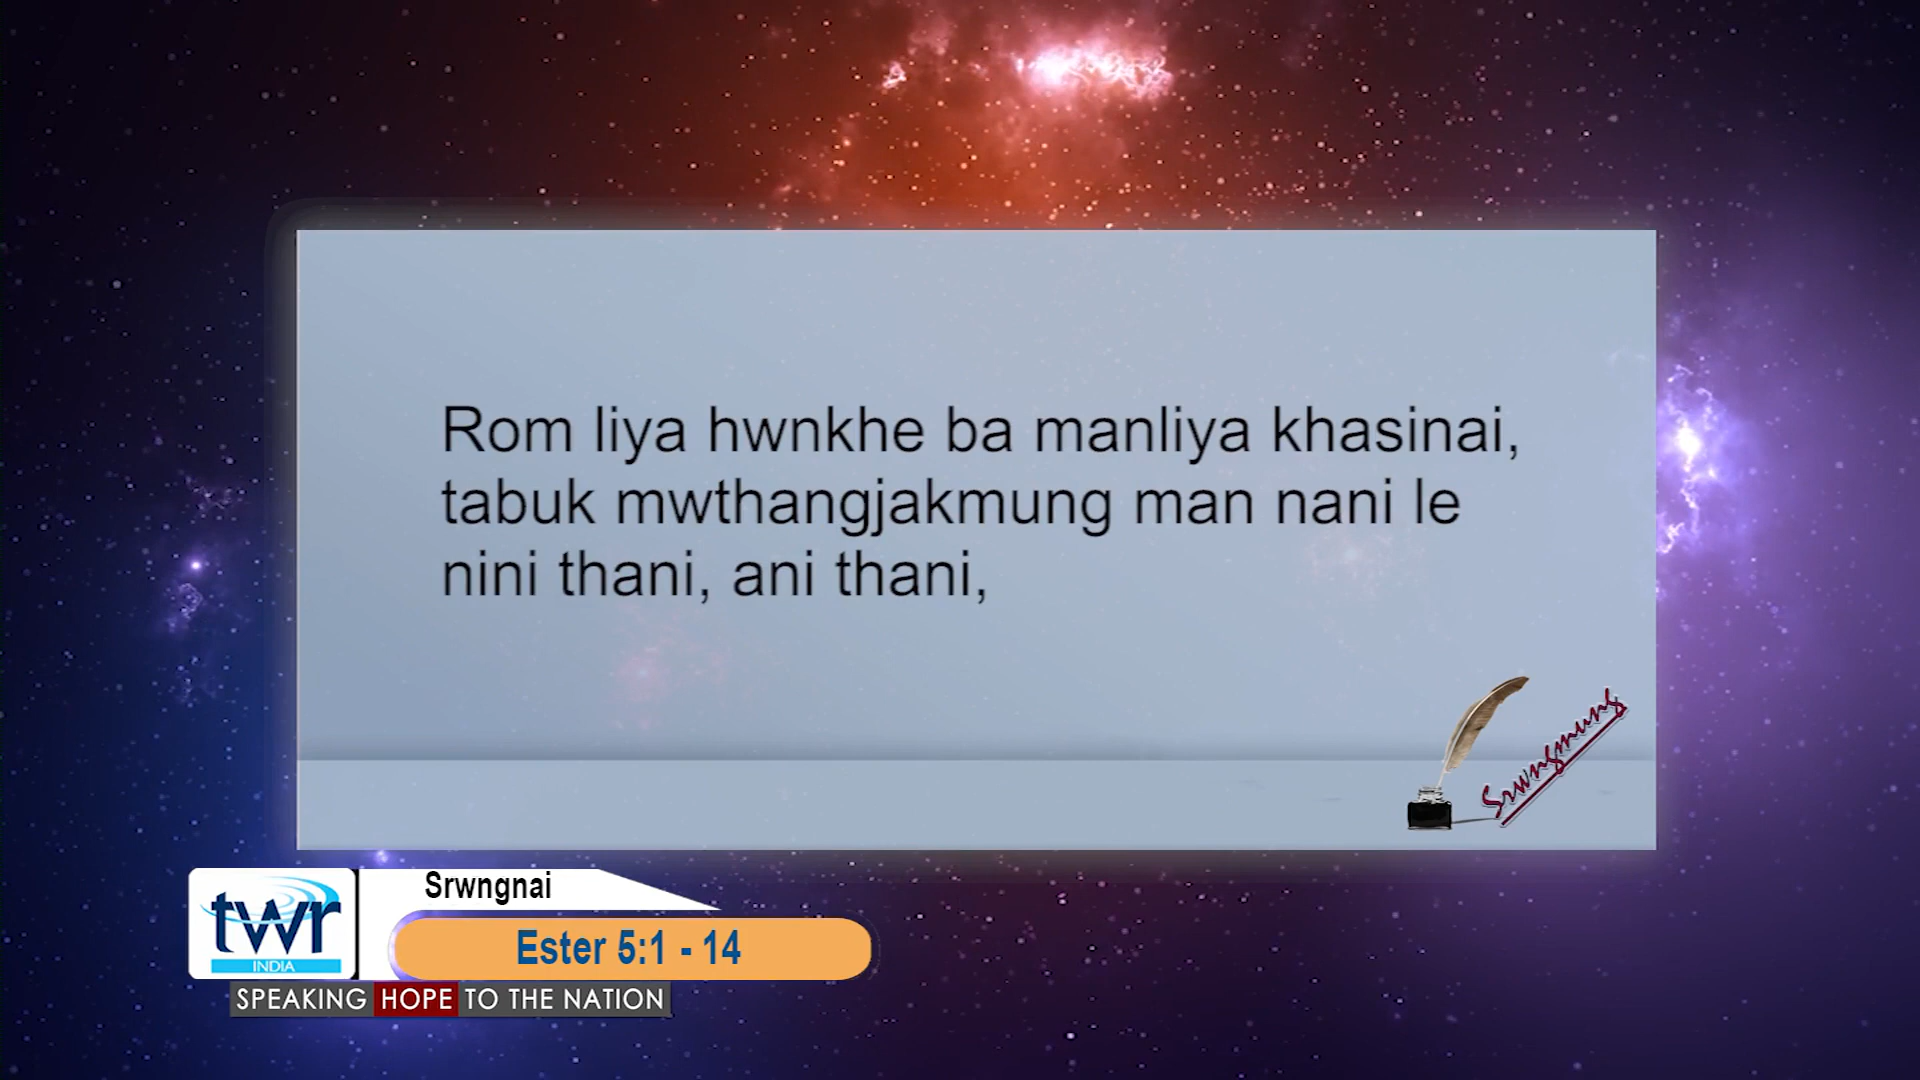 Rom liya hwnkhe ba manliya khasinai,
tabuk mwthangjakmung man nani le
nini thani, ani thani,
Srwngmung
twr
INDIA
Srwngnai
Ester 5:1 - 14
SPEAKING HOPE TO THE NATION